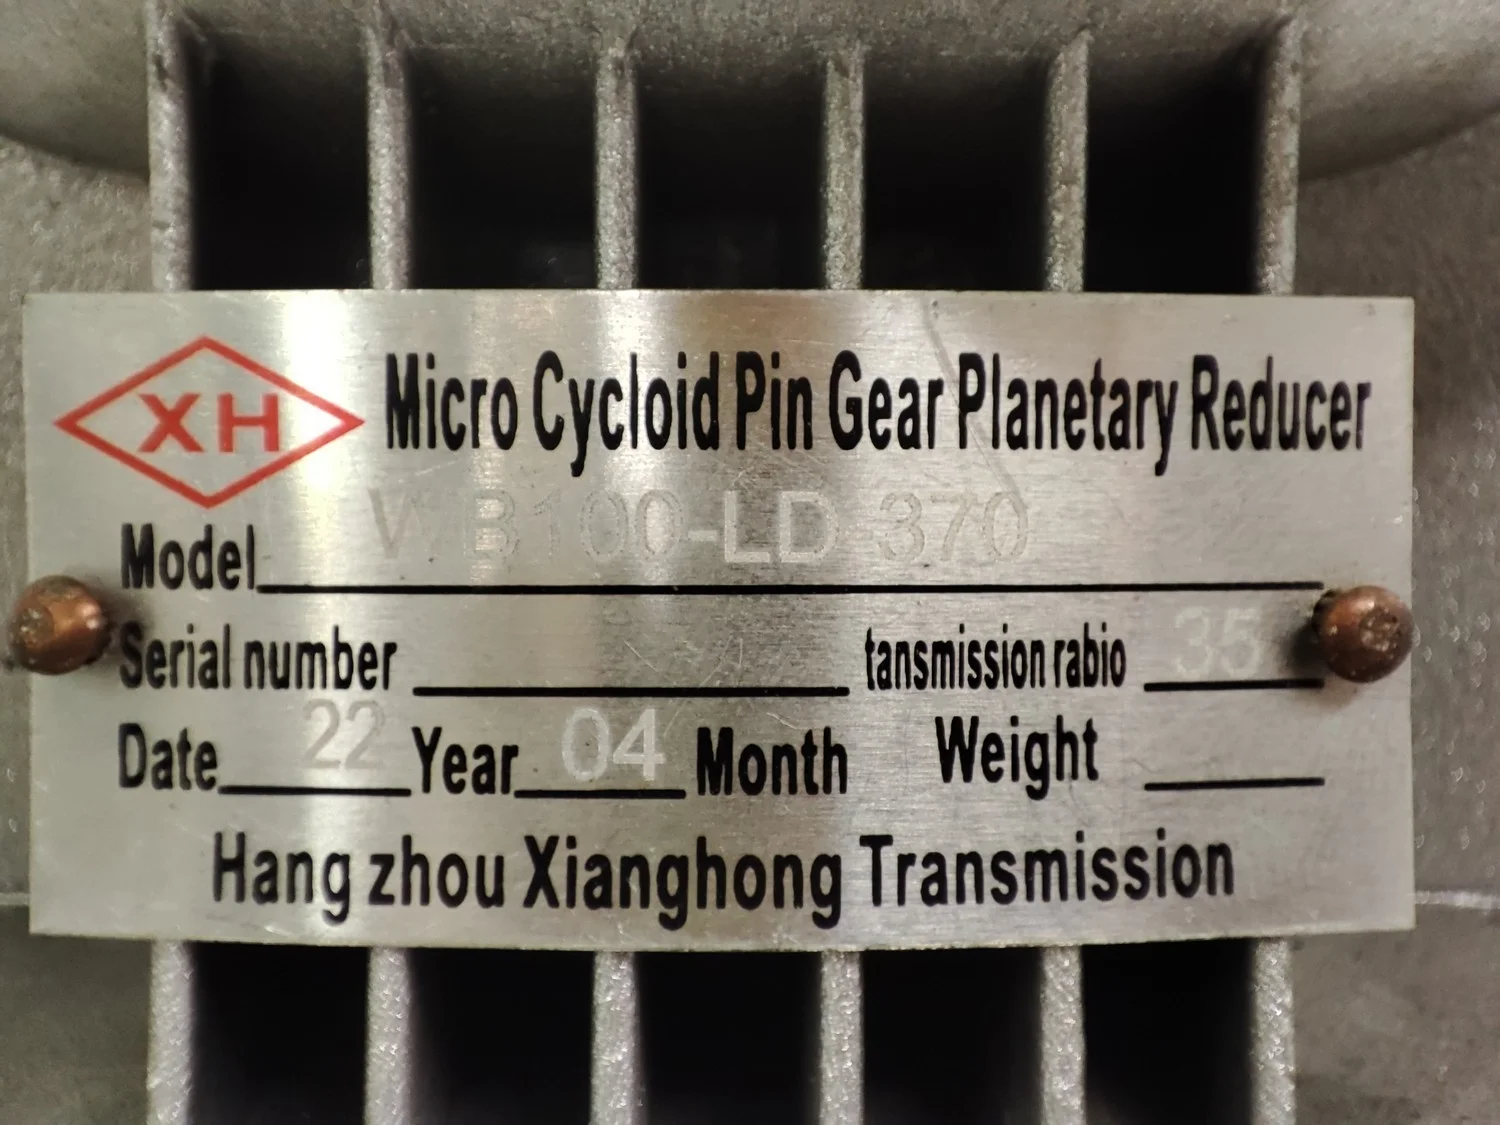 XH Micro Cycloid Pin Gear Planetary Reducer
Model WB100-LD-370
Serial number tansmission rabio 35
Date 22 Year 04 Month Weight
Hang zhou Xianghong Transmission